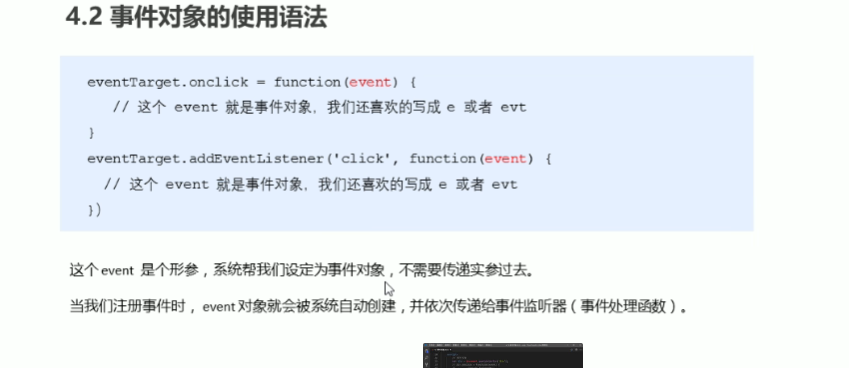 4.2 事件对象的使用语法
eventTarget.onclick = function(event) {
// 这个 event 就是事件对象，我们还喜欢的写成 e 或者 evt
}
eventTarget.addEventListener('click', function(event) {
// 这个 event 就是事件对象，我们还喜欢的写成 e 或者 evt
})
这个 event 是个形参，系统帮我们设定为事件对象，不需要传递实参过去。
当我们注册事件时， event 对象就会被系统自动创建，并依次传递给事件监听器（事件处理函数）。